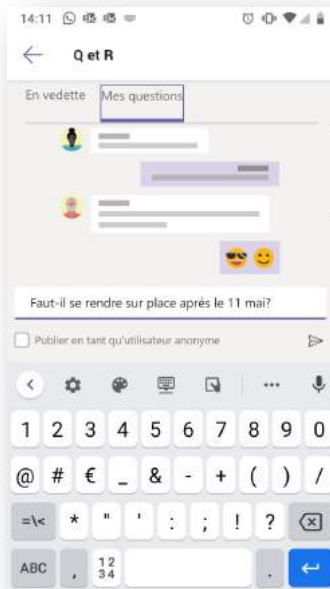 14:11
Q et R
En vedette Mes questions
Faut-il se rendre sur place aprés le 11 mai?
Publier en tant qu'utilisateur anonyme
1 2 3 4 5 6 7 8 9 0
@ # € _ & - + ( ) /
=\< * " ' : ; ! ?
ABC , 12 34 .